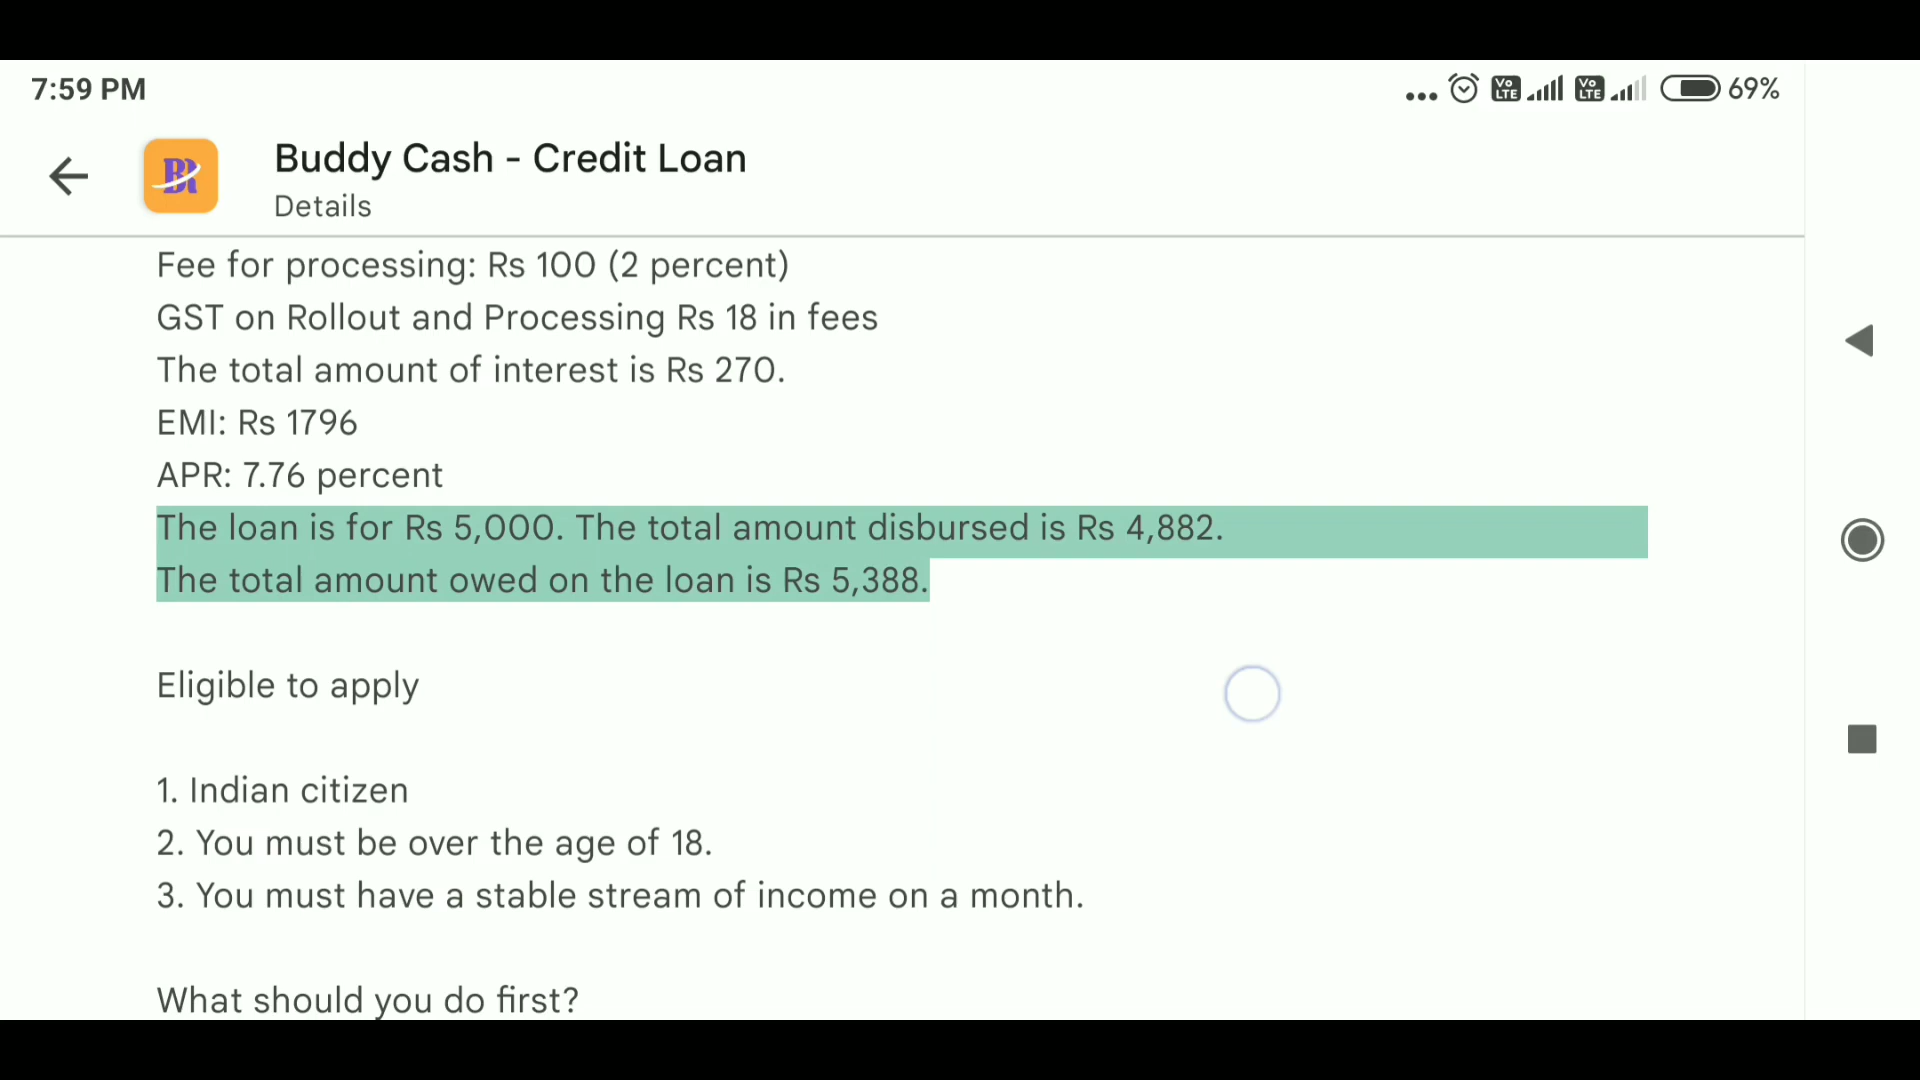 7:59 PM
Vo LTE Vo LTE 69%
Buddy Cash - Credit Loan
Details
Fee for processing: Rs 100 (2 percent)
GST on Rollout and Processing Rs 18 in fees
The total amount of interest is Rs 270.
EMI: Rs 1796
APR: 7.76 percent
The loan is for Rs 5,000. The total amount disbursed is Rs 4,882.
The total amount owed on the loan is Rs 5,388.
Eligible to apply
1. Indian citizen
2. You must be over the age of 18.
3. You must have a stable stream of income on a month.
What should you do first?